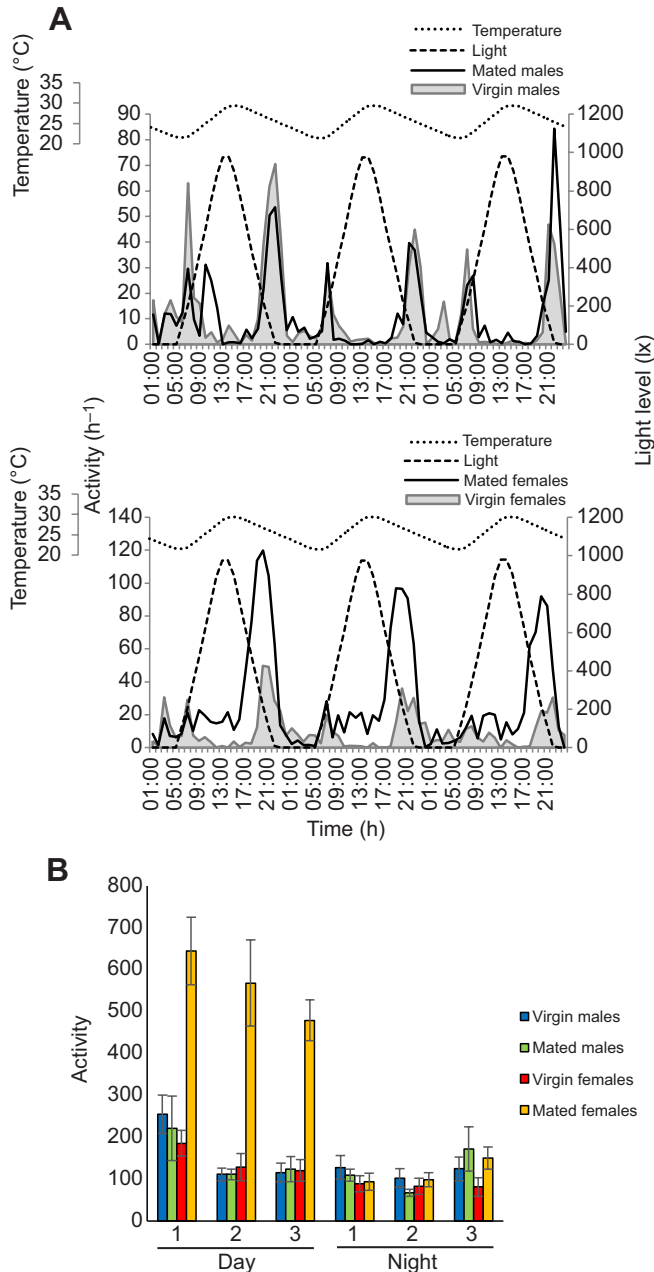 A
Temperature
Light
Mated males
Virgin males
Temperature (°C)
35
30
25
20
90
80
70
60
50
40
30
20
10
0
1200
1000
800
600
400
200
0
01:00 05:00 09:00 13:00 17:00 21:00 01:00 05:00 09:00 13:00 17:00 21:00 01:00 05:00 09:00 13:00 17:00 21:00
Activity (h–1)
Light level (lx)
Temperature
Light
Mated females
Virgin females
Temperature (°C)
35
30
25
20
140
120
100
80
60
40
20
0
1200
1000
800
600
400
200
0
01:00 05:00 09:00 13:00 17:00 21:00 01:00 05:00 09:00 13:00 17:00 21:00 01:00 05:00 09:00 13:00 17:00 21:00
Time (h)
B
Activity
800
700
600
500
400
300
200
100
0
Virgin males
Mated males
Virgin females
Mated females
1 2 3 1 2 3
Day Night